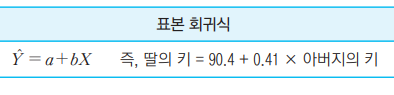 표본 회귀식
Ŷ = a+bX 즉, 딸의 키 = 90.4 + 0.41 × 아버지의 키